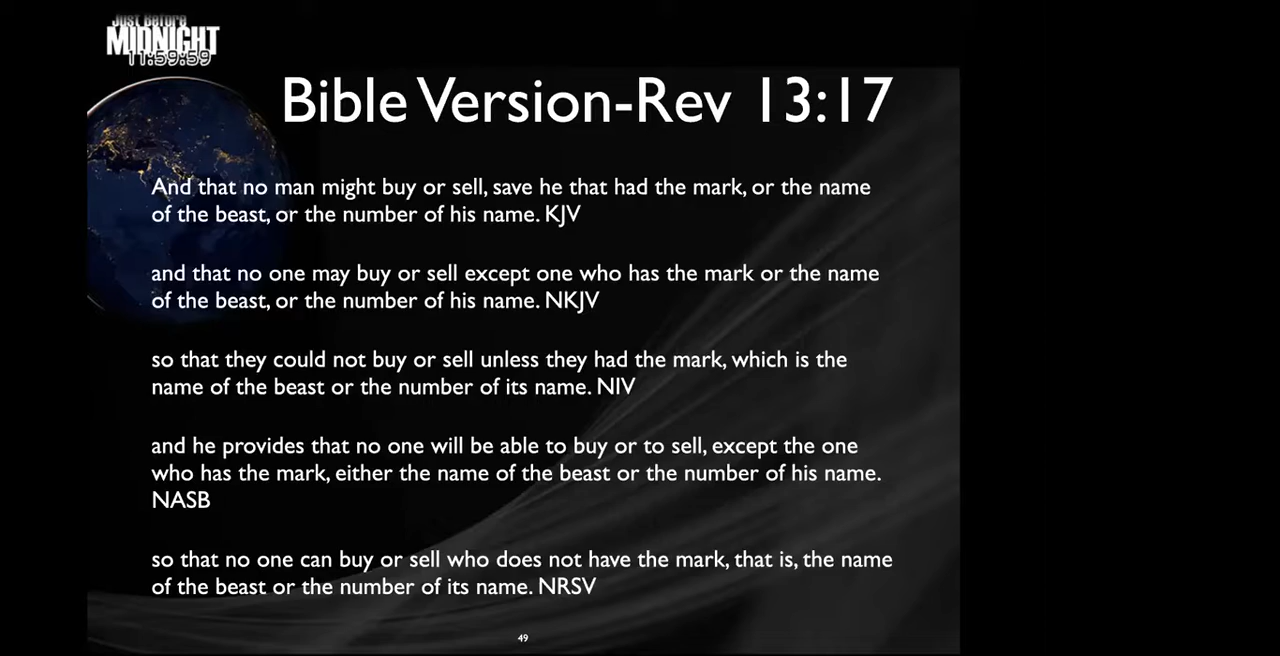 Just Before
MIDNIGHT
11:59:59
Bible Version-Rev 13:17
And that no man might buy or sell, save he that had the mark, or the name
of the beast, or the number of his name. KJV
and that no one may buy or sell except one who has the mark or the name
of the beast, or the number of his name. NKJV
so that they could not buy or sell unless they had the mark, which is the
name of the beast or the number of its name. NIV
and he provides that no one will be able to buy or to sell, except the one
who has the mark, either the name of the beast or the number of his name.
NASB
so that no one can buy or sell who does not have the mark, that is, the name
of the beast or the number of its name. NRSV
49